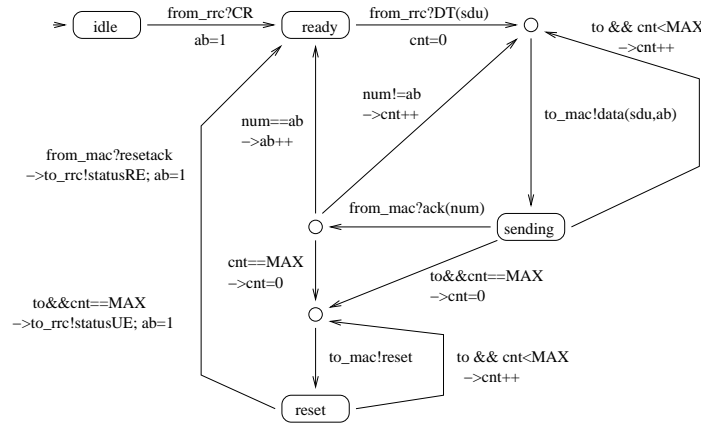 from_rrc?CR
from_rrc?DT(sdu)
to && cnt<MAX
−>cnt++
idle
ready
ab=1
cnt=0
num!=ab
−>cnt++
num==ab
−>ab++
to_mac!data(sdu,ab)
from_mac?resetack
−>to_rrc!statusRE; ab=1
from_mac?ack(num)
sending
cnt==MAX
−>cnt=0
to&&cnt==MAX
−>cnt=0
to&&cnt==MAX
−>to_rrc!statusUE; ab=1
to_mac!reset
to && cnt<MAX
−>cnt++
reset